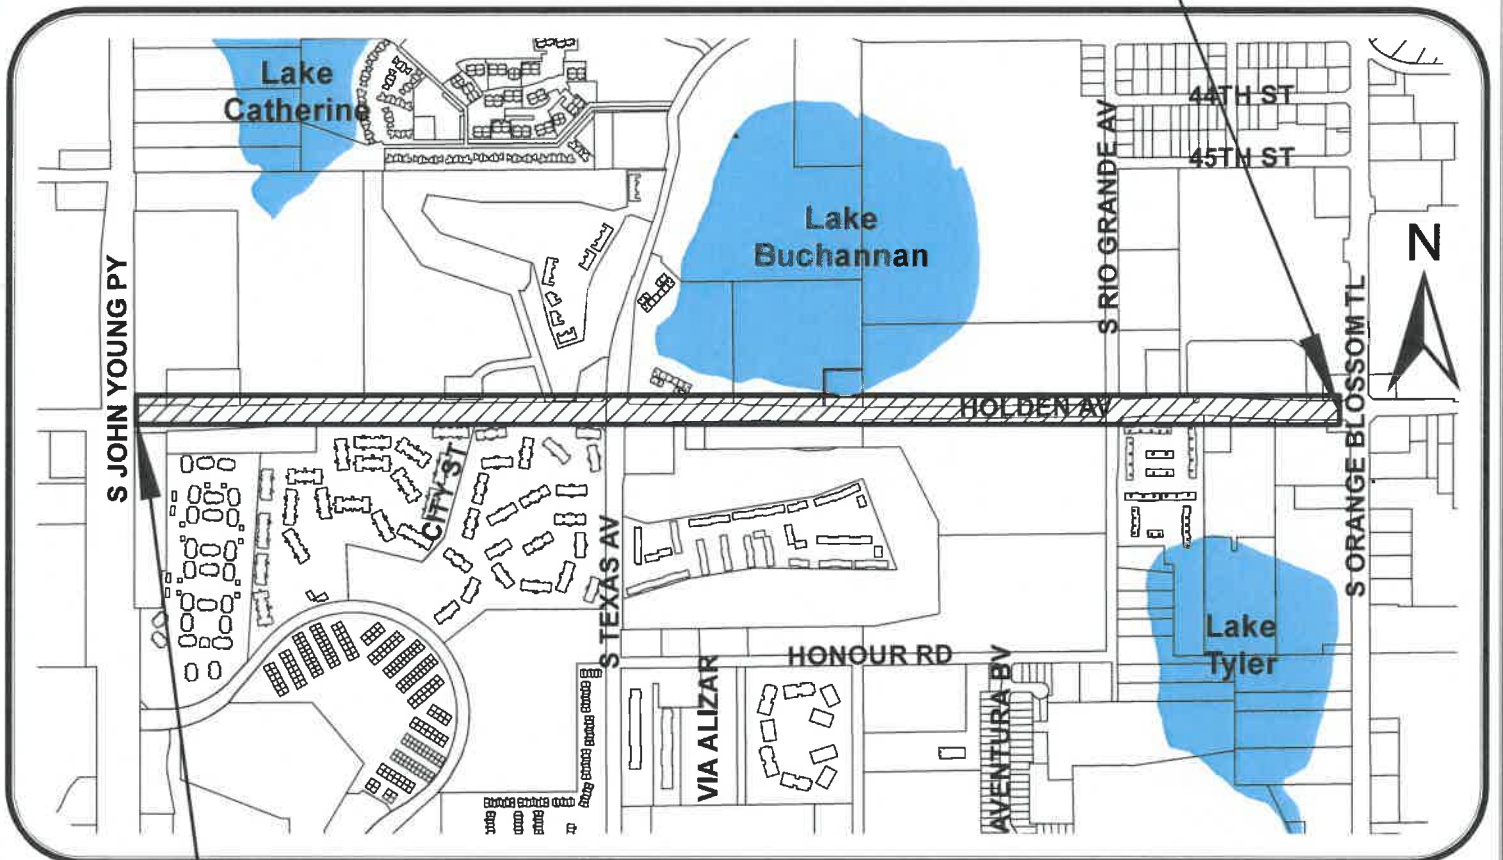 Lake
Catherine
44TH ST
45TH ST
Lake
Buchannan
S RIO GRANDE AV
N
S JOHN YOUNG PY
S ORANGE BLOSSOM TL
HOLDEN AV
CITY ST
S TEXAS AV
Lake
Tyler
HONOUR RD
VIA ALIZAR
AVENTURA BV